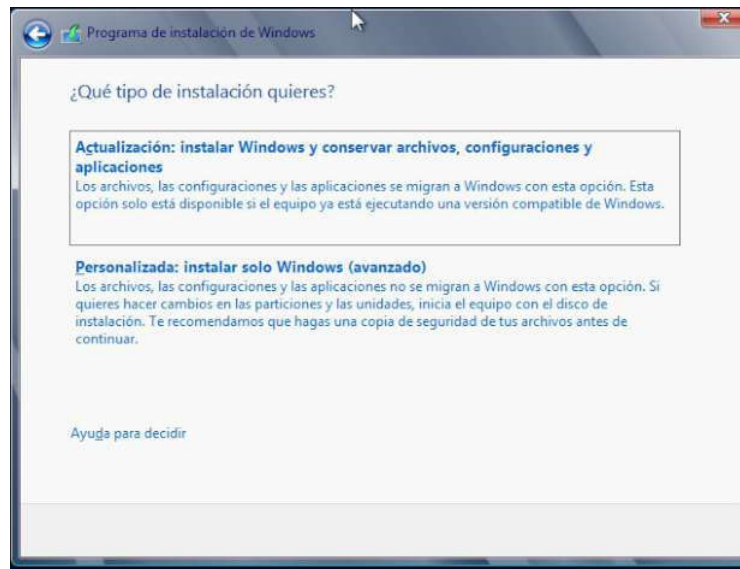 Programa de instalación de Windows
¿Qué tipo de instalación quieres?
Actualización: instalar Windows y conservar archivos, configuraciones y
aplicaciones
Los archivos, las configuraciones y las aplicaciones se migran a Windows con esta opción. Esta
opción solo está disponible si el equipo ya está ejecutando una versión compatible de Windows.
Personalizada: instalar solo Windows (avanzado)
Los archivos, las configuraciones y las aplicaciones no se migran a Windows con esta opción. Si
quieres hacer cambios en las particiones y las unidades, inicia el equipo con el disco de
instalación. Te recomendamos que hagas una copia de seguridad de tus archivos antes de
continuar.
Ayuda para decidir